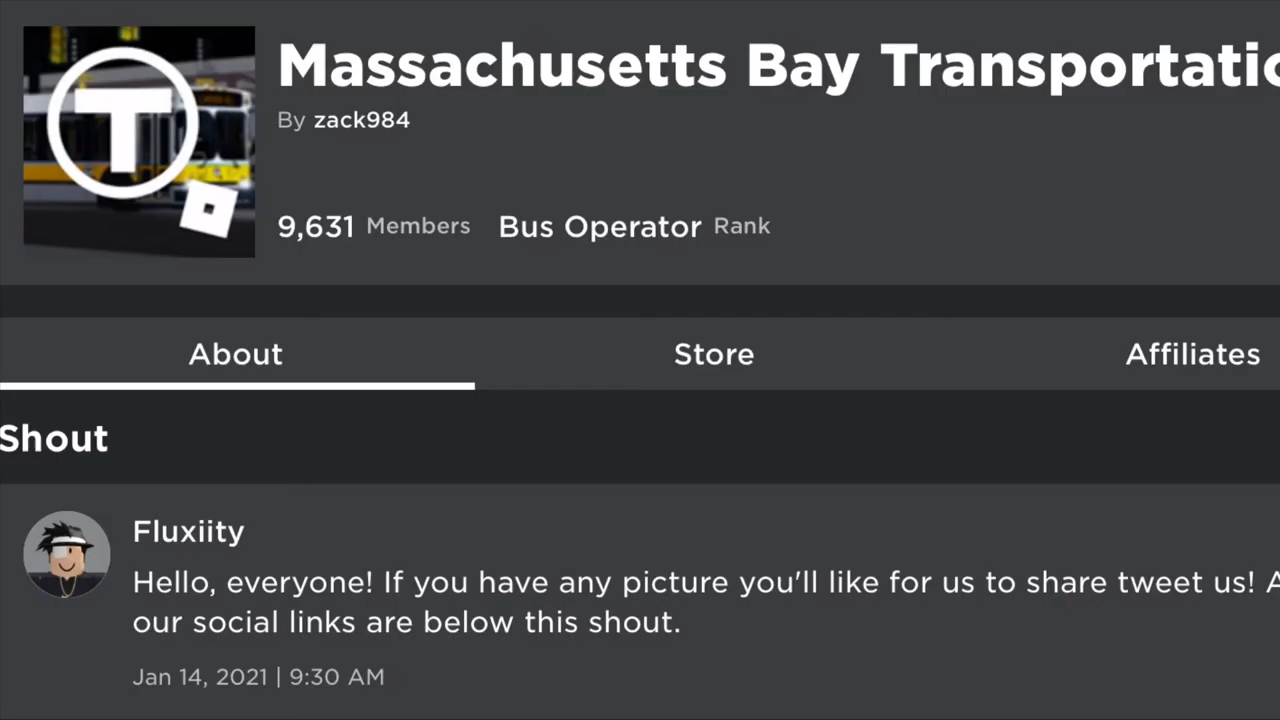 T
Massachusetts Bay Transportatio
By zack984
9,631 Members Bus Operator Rank
About Store Affiliates
Shout
Fluxiity
Hello, everyone! If you have any picture you'll like for us to share tweet us! A
our social links are below this shout.
Jan 14, 2021 | 9:30 AM